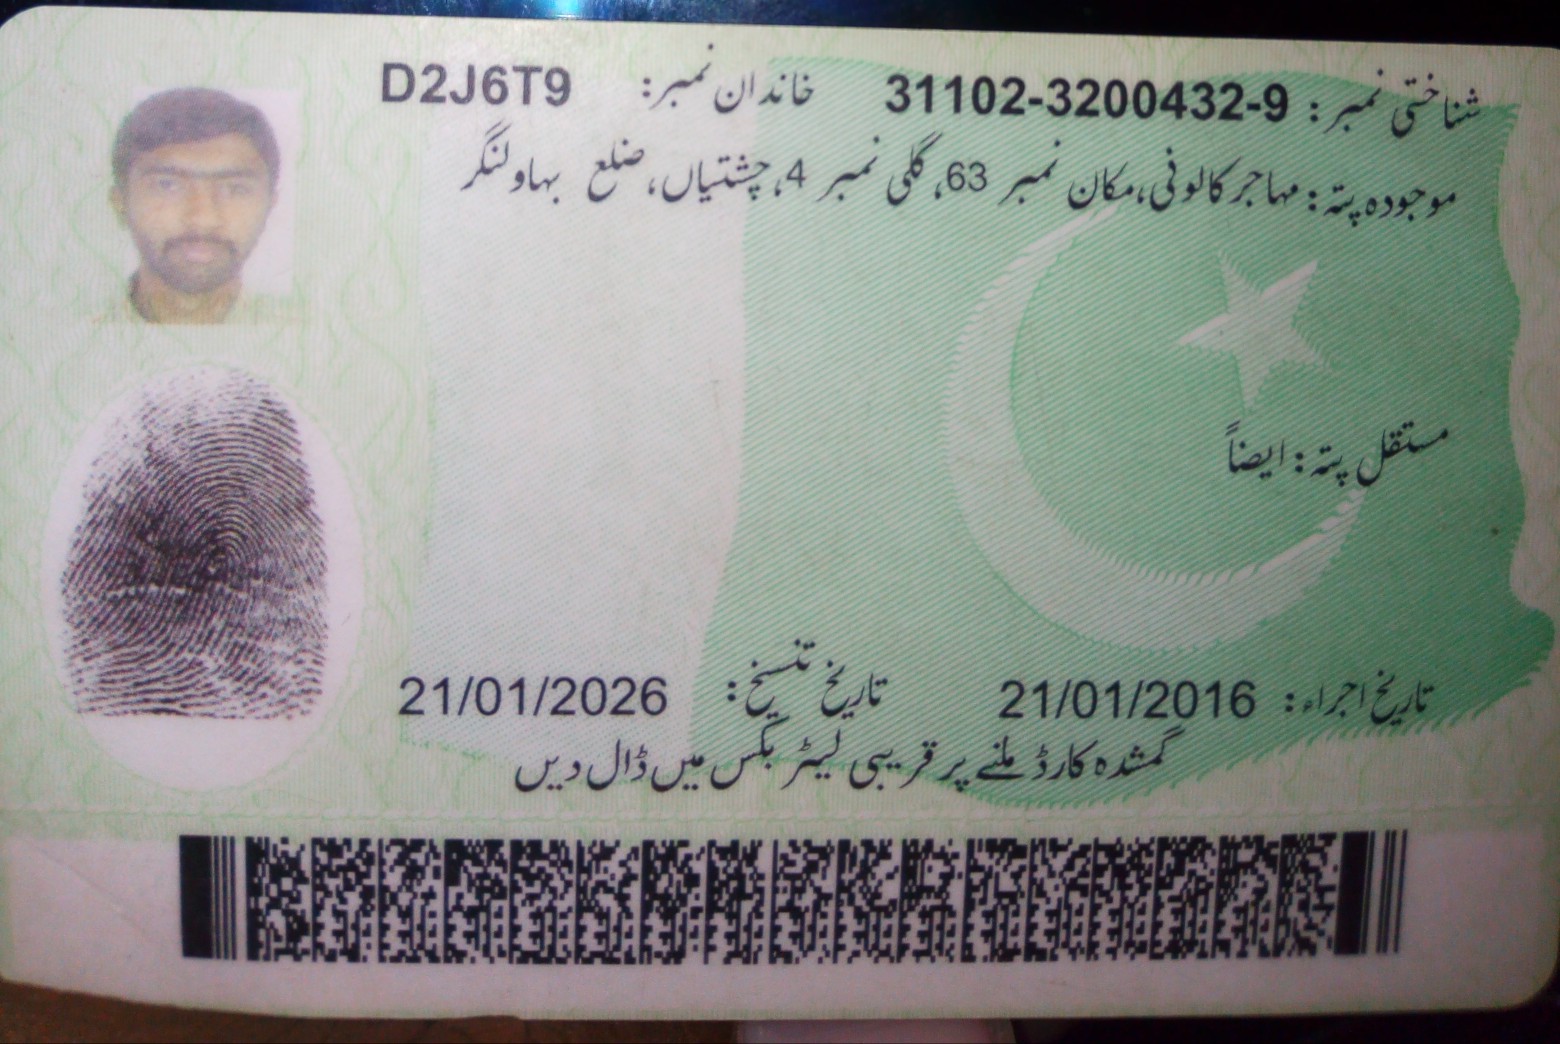 شناختی نمبر: 31102-3200432-9 خاندان نمبر: D2J6T9
موجودہ پتہ: مہاجر کالونی، مکان نمبر 63، گلی نمبر 4، چشتیاں، ضلع بہاولنگر
مستقل پتہ: ایضاً
تاریخ اجراء: 21/01/2016 تاریخ تنسیخ: 21/01/2026
گمشدہ کارڈ ملنے پر قریبی لیٹر بکس میں ڈال دیں